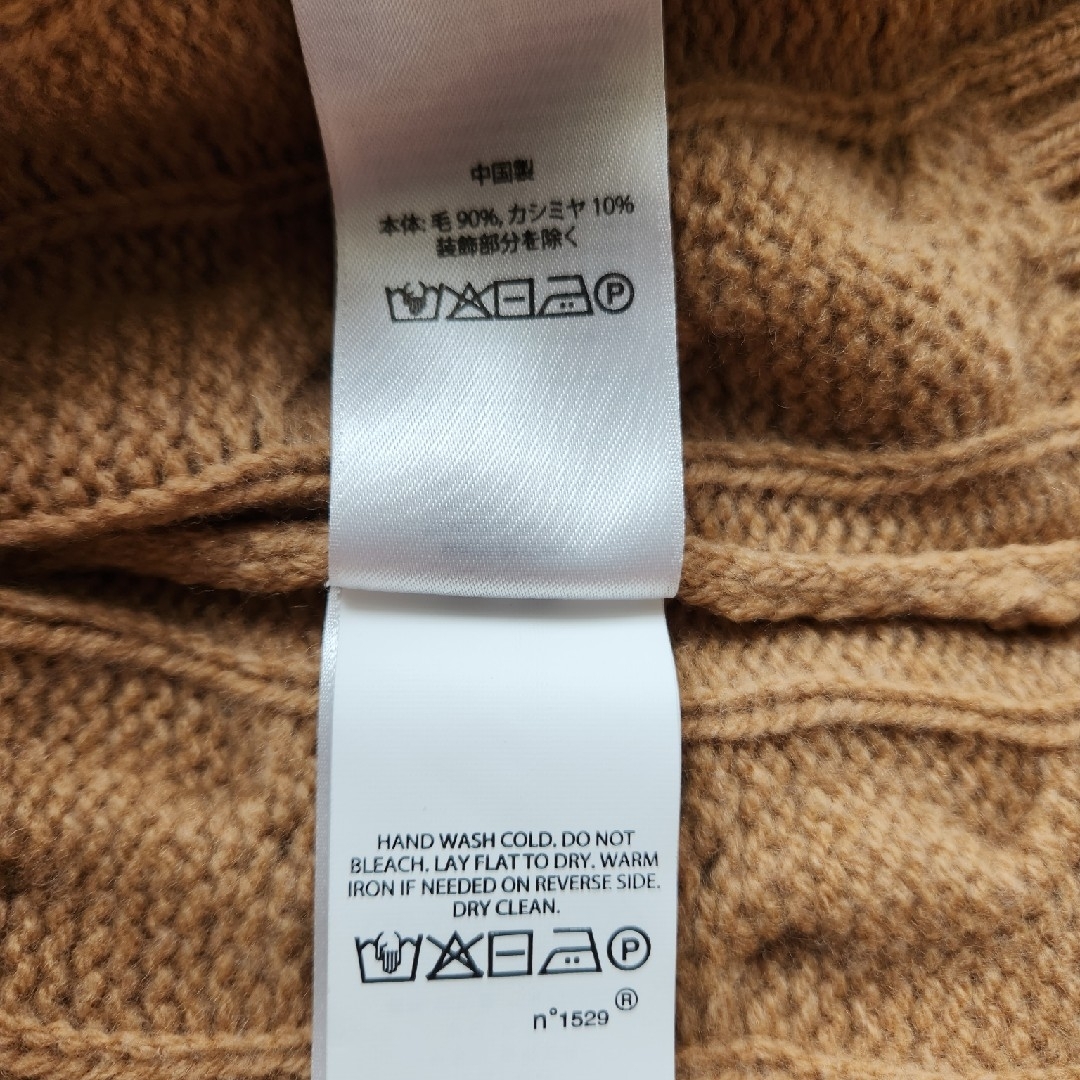 中国製
本体: 毛 90%, カシミヤ 10%
装飾部分を除く
P
HAND WASH COLD. DO NOT
BLEACH. LAY FLAT TO DRY. WARM
IRON IF NEEDED ON REVERSE SIDE.
DRY CLEAN.
P
n°1529 ®